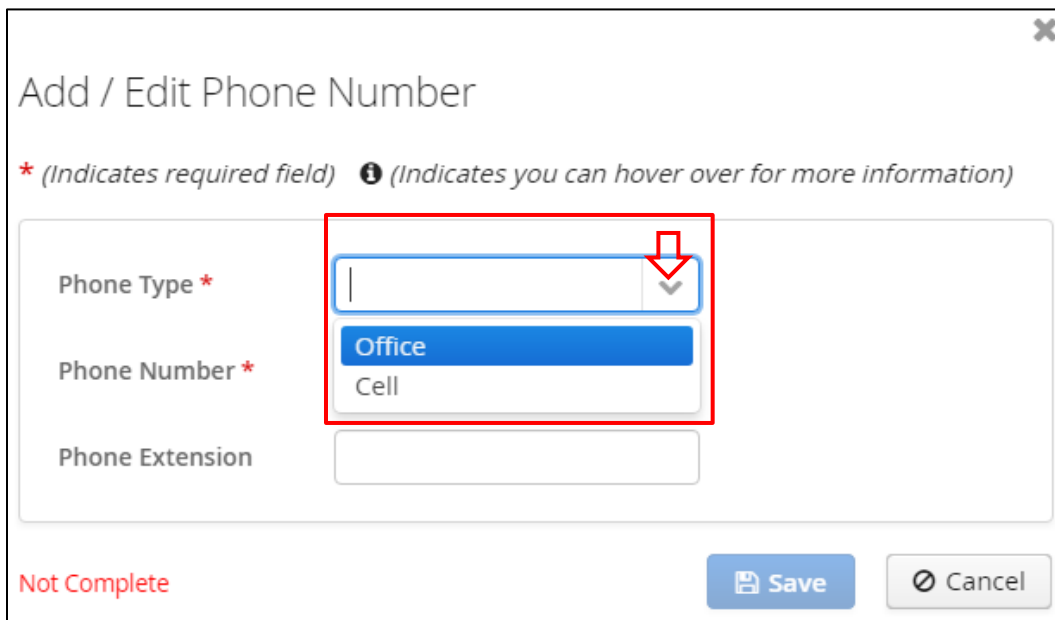 Add / Edit Phone Number
* (Indicates required field) (Indicates you can hover over for more information)
Phone Type *
Office
Phone Number *
Cell
Phone Extension
Not Complete
Save
Cancel